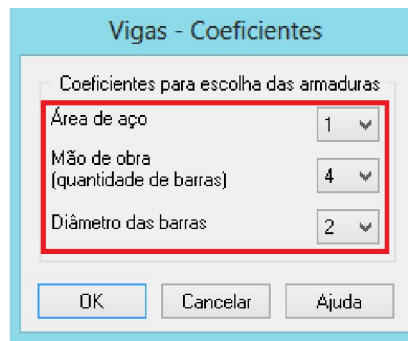 Vigas - Coeficientes
Coeficientes para escolha das armaduras
Área de aço
1
Mão de obra
(quantidade de barras)
4
Diâmetro das barras
2
OK
Cancelar
Ajuda